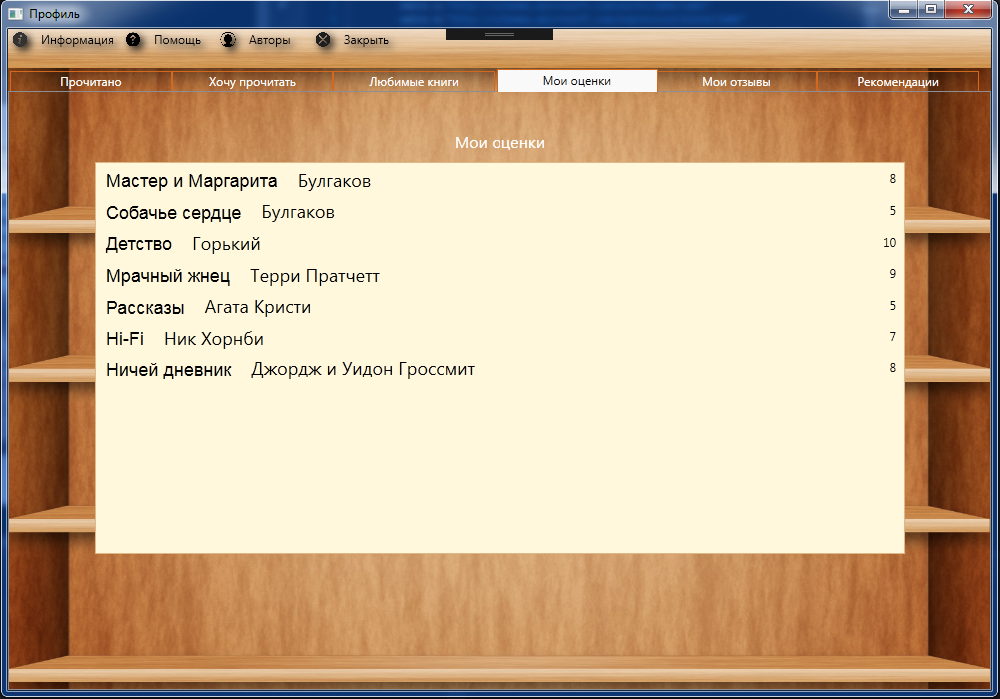 Профиль
Информация Помощь Авторы Закрыть
Прочитано Хочу прочитать Любимые книги Мои оценки Мои отзывы Рекомендации
Мои оценки
Мастер и Маргарита Булгаков 8
Собачье сердце Булгаков 5
Детство Горький 10
Мрачный жнец Терри Пратчетт 9
Рассказы Агата Кристи 5
Hi-Fi Ник Хорнби 7
Ничей дневник Джордж и Уидон Гроссмит 8